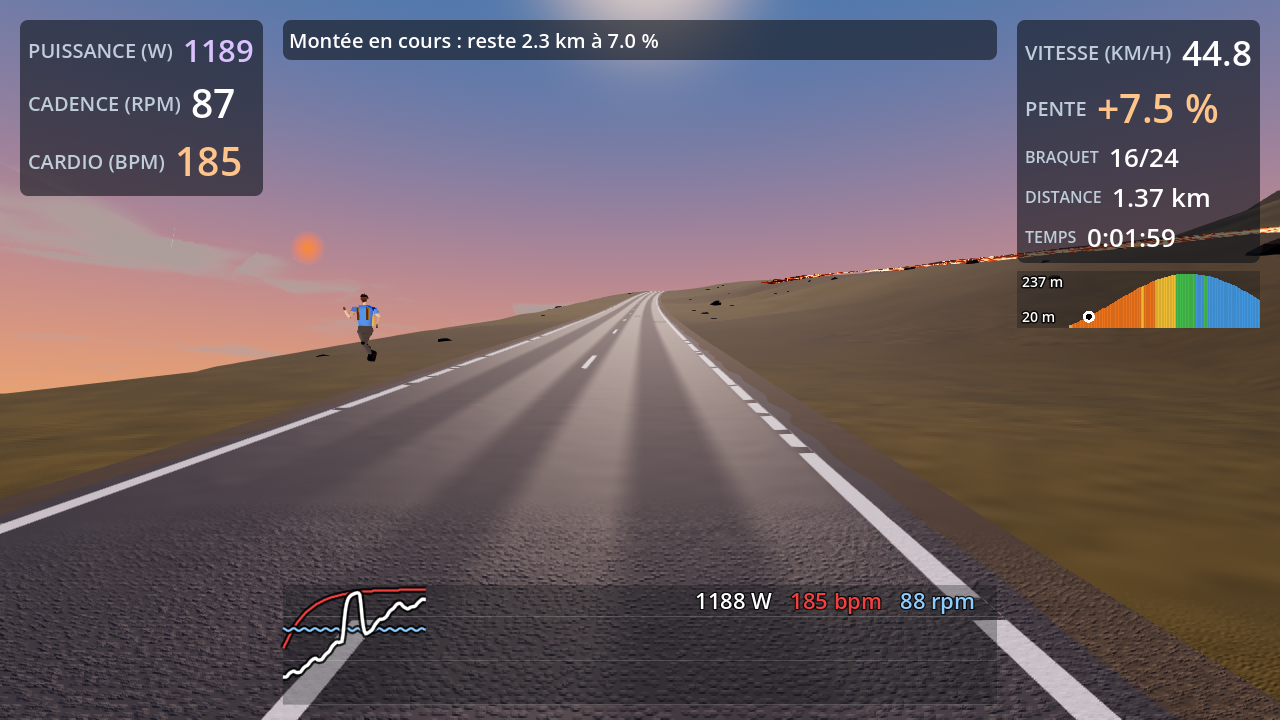 PUISSANCE (W) 1189
CADENCE (RPM) 87
CARDIO (BPM) 185
Montée en cours : reste 2.3 km à 7.0 %
VITESSE (KM/H) 44.8
PENTE +7.5 %
BRAQUET 16/24
DISTANCE 1.37 km
TEMPS 0:01:59
237 m
20 m
1188 W 185 bpm 88 rpm